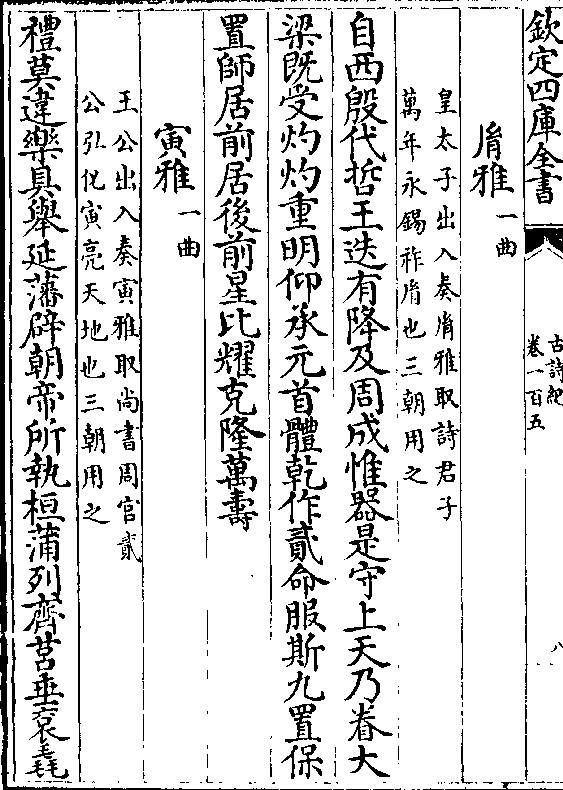 欽定四庫全書
古詩紀
卷一百五
八
胤雅一曲
皇太子出入奏胤雅取詩君子
萬年永錫祚胤也三朝用之
自西殷代哲王迭有降及周成惟器是守上天乃眷大
梁既受灼灼重明仰承元首體乾作貳命服斯九置保
置師居前居後前星比耀克隆萬壽
寅雅一曲
王公出入奏寅雅取尚書周官貳
公弘化寅亮天地也三朝用之
禮莫違樂具舉延藩辟朝帝所執桓蒲列齊莒垂衮毳